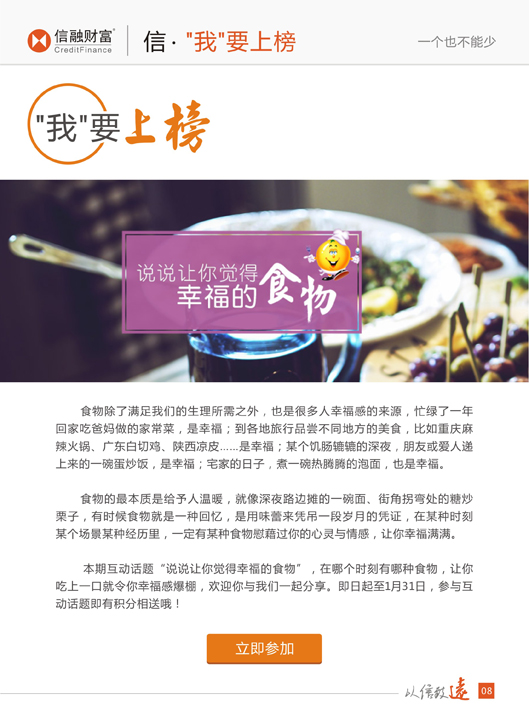 信融财富®
CreditFinance
信·"我"要上榜
一个也不能少
"我"要上榜
说说让你觉得
幸福的食物
食物除了满足我们的生理所需之外，也是很多人幸福感的来源，忙绿了一年
回家吃爸妈做的家常菜，是幸福；到各地旅行品尝不同地方的美食，比如重庆麻
辣火锅、广东白切鸡、陕西凉皮……是幸福；某个饥肠辘辘的深夜，朋友或爱人递
上来的一碗蛋炒饭，是幸福；宅家的日子，煮一碗热腾腾的泡面，也是幸福。
食物的最本质是给予人温暖，就像深夜路边摊的一碗面、街角拐弯处的糖炒
栗子，有时候食物就是一种回忆，是用味蕾来凭吊一段岁月的凭证，在某种时刻
某个场景某种经历里，一定有某种食物慰藉过你的心灵与情感，让你幸福满满。
本期互动话题“说说让你觉得幸福的食物”，在哪个时刻有哪种食物，让你
吃上一口就令你幸福感爆棚，欢迎你与我们一起分享。即日起至1月31日，参与互
动话题即有积分相送哦！
立即参加
从信致远 08